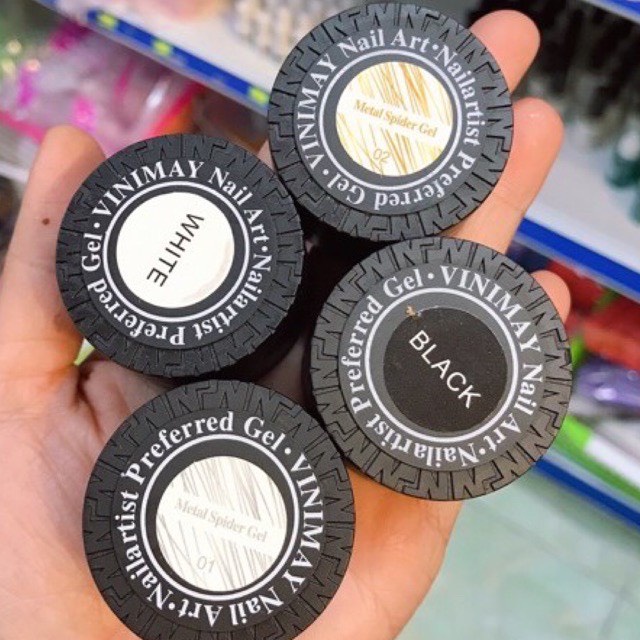 VINIMAY Nail Art • Nailartist Preferred Gel •
Metal Spider Gel
02
VINIMAY Nail Art • Nailartist Preferred Gel •
WHITE
VINIMAY Nail Art • Nailartist Preferred Gel •
BLACK
VINIMAY Nail Art • Nailartist Preferred Gel •
Metal Spider Gel
01